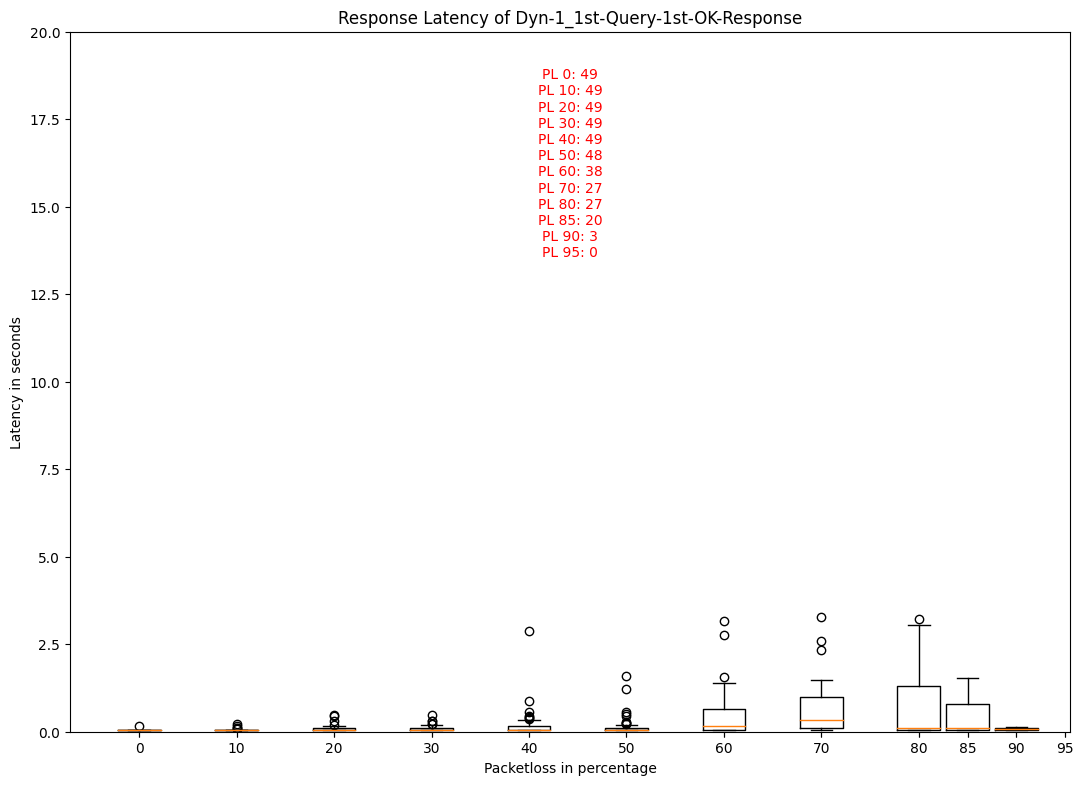 Response Latency of Dyn-1_1st-Query-1st-OK-Response
20.0
17.5
15.0
12.5
10.0
7.5
5.0
2.5
0.0
Latency in seconds
PL 0: 49
PL 10: 49
PL 20: 49
PL 30: 49
PL 40: 49
PL 50: 48
PL 60: 38
PL 70: 27
PL 80: 27
PL 85: 20
PL 90: 3
PL 95: 0
0 10 20 30 40 50 60 70 80 85 90 95
Packetloss in percentage